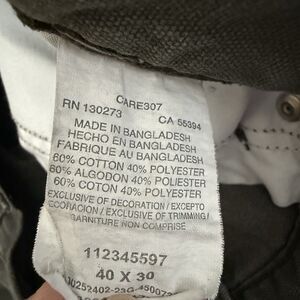 CARE307
RN 130273 CA 55394
MADE IN BANGLADESH
HECHO EN BANGLADESH
FABRIQUE AU BANGLADESH
60% COTTON 40% POLYESTER
60% ALGODON 40% POLIESTER
60% COTON 40% POLYESTER
EXCLUSIVE OF DECORATION / EXCEPTO
DECORACION / EXCLUSIVE OF TRIMMING /
GARNITURE NON COMPRISE
112345597
40 X 30